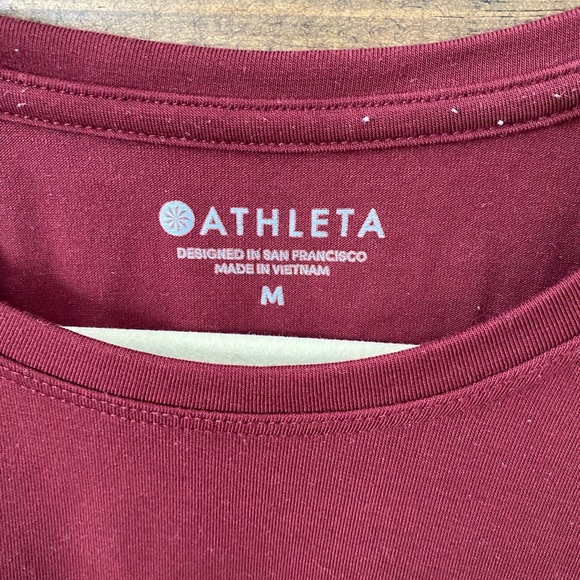 ATHLETA
DESIGNED IN SAN FRANCISCO
MADE IN VIETNAM
M